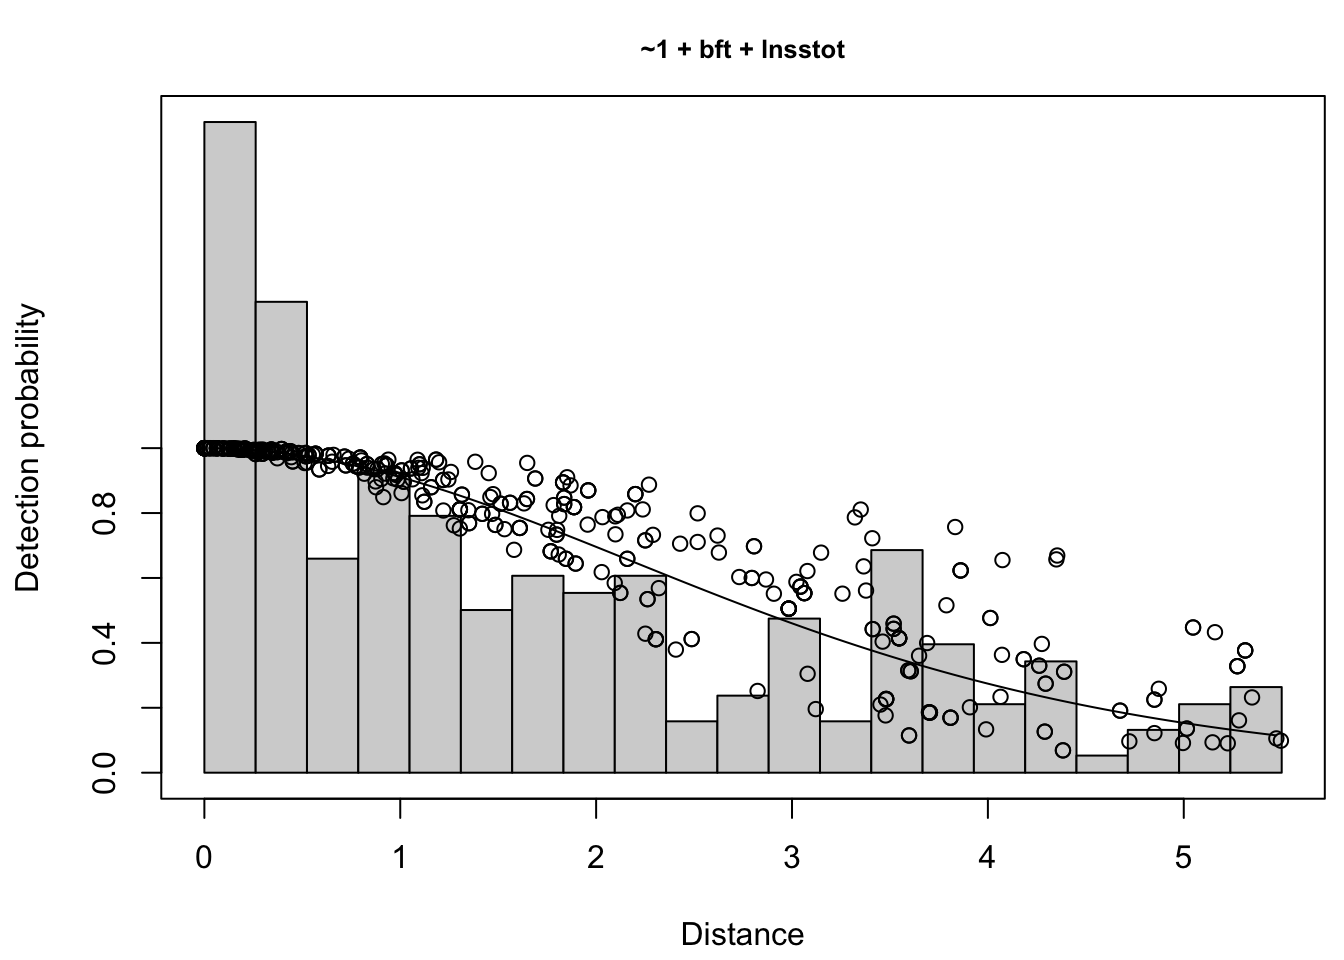 ~1 + bft + lnsstot
Detection probability
0.8
0.4
0.0
0 1 2 3 4 5
Distance